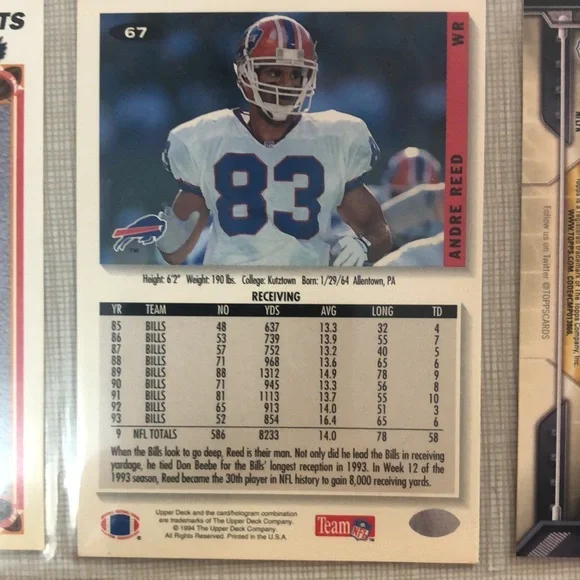 TS
67
WR
ANDRE REED
83
TM
Height: 6'2" Weight: 190 lbs. College: Kutztown Born: 1/29/64 Allentown, PA
RECEIVING
YR TEAM NO YDS AVG LONG TD
85 BILLS 48 637 13.3 32 4
86 BILLS 53 739 13.9 55 7
87 BILLS 57 752 13.2 40 5
88 BILLS 71 968 13.6 65 6
89 BILLS 88 1312 14.9 78 9
90 BILLS 71 945 13.3 56 8
91 BILLS 81 1113 13.7 55 10
92 BILLS 65 913 14.0 51 3
93 BILLS 52 854 16.4 65 6
9 NFL TOTALS 586 8233 14.0 78 58
When the Bills look to go deep, Reed is their man. Not only did he lead the Bills in receiving
yardage, he tied Don Beebe for the Bills' longest reception in 1993. In Week 12 of the
1993 season, Reed became the 30th player in NFL history to gain 8,000 receiving yards.
Upper Deck and the card/hologram combination
are trademarks of The Upper Deck Company.
© 1994 The Upper Deck Company.
All Rights Reserved. Printed in the U.S.A.
Team NFL
Follow us on Twitter @TOPPSCARDS
WWW.TOPPS.COM.